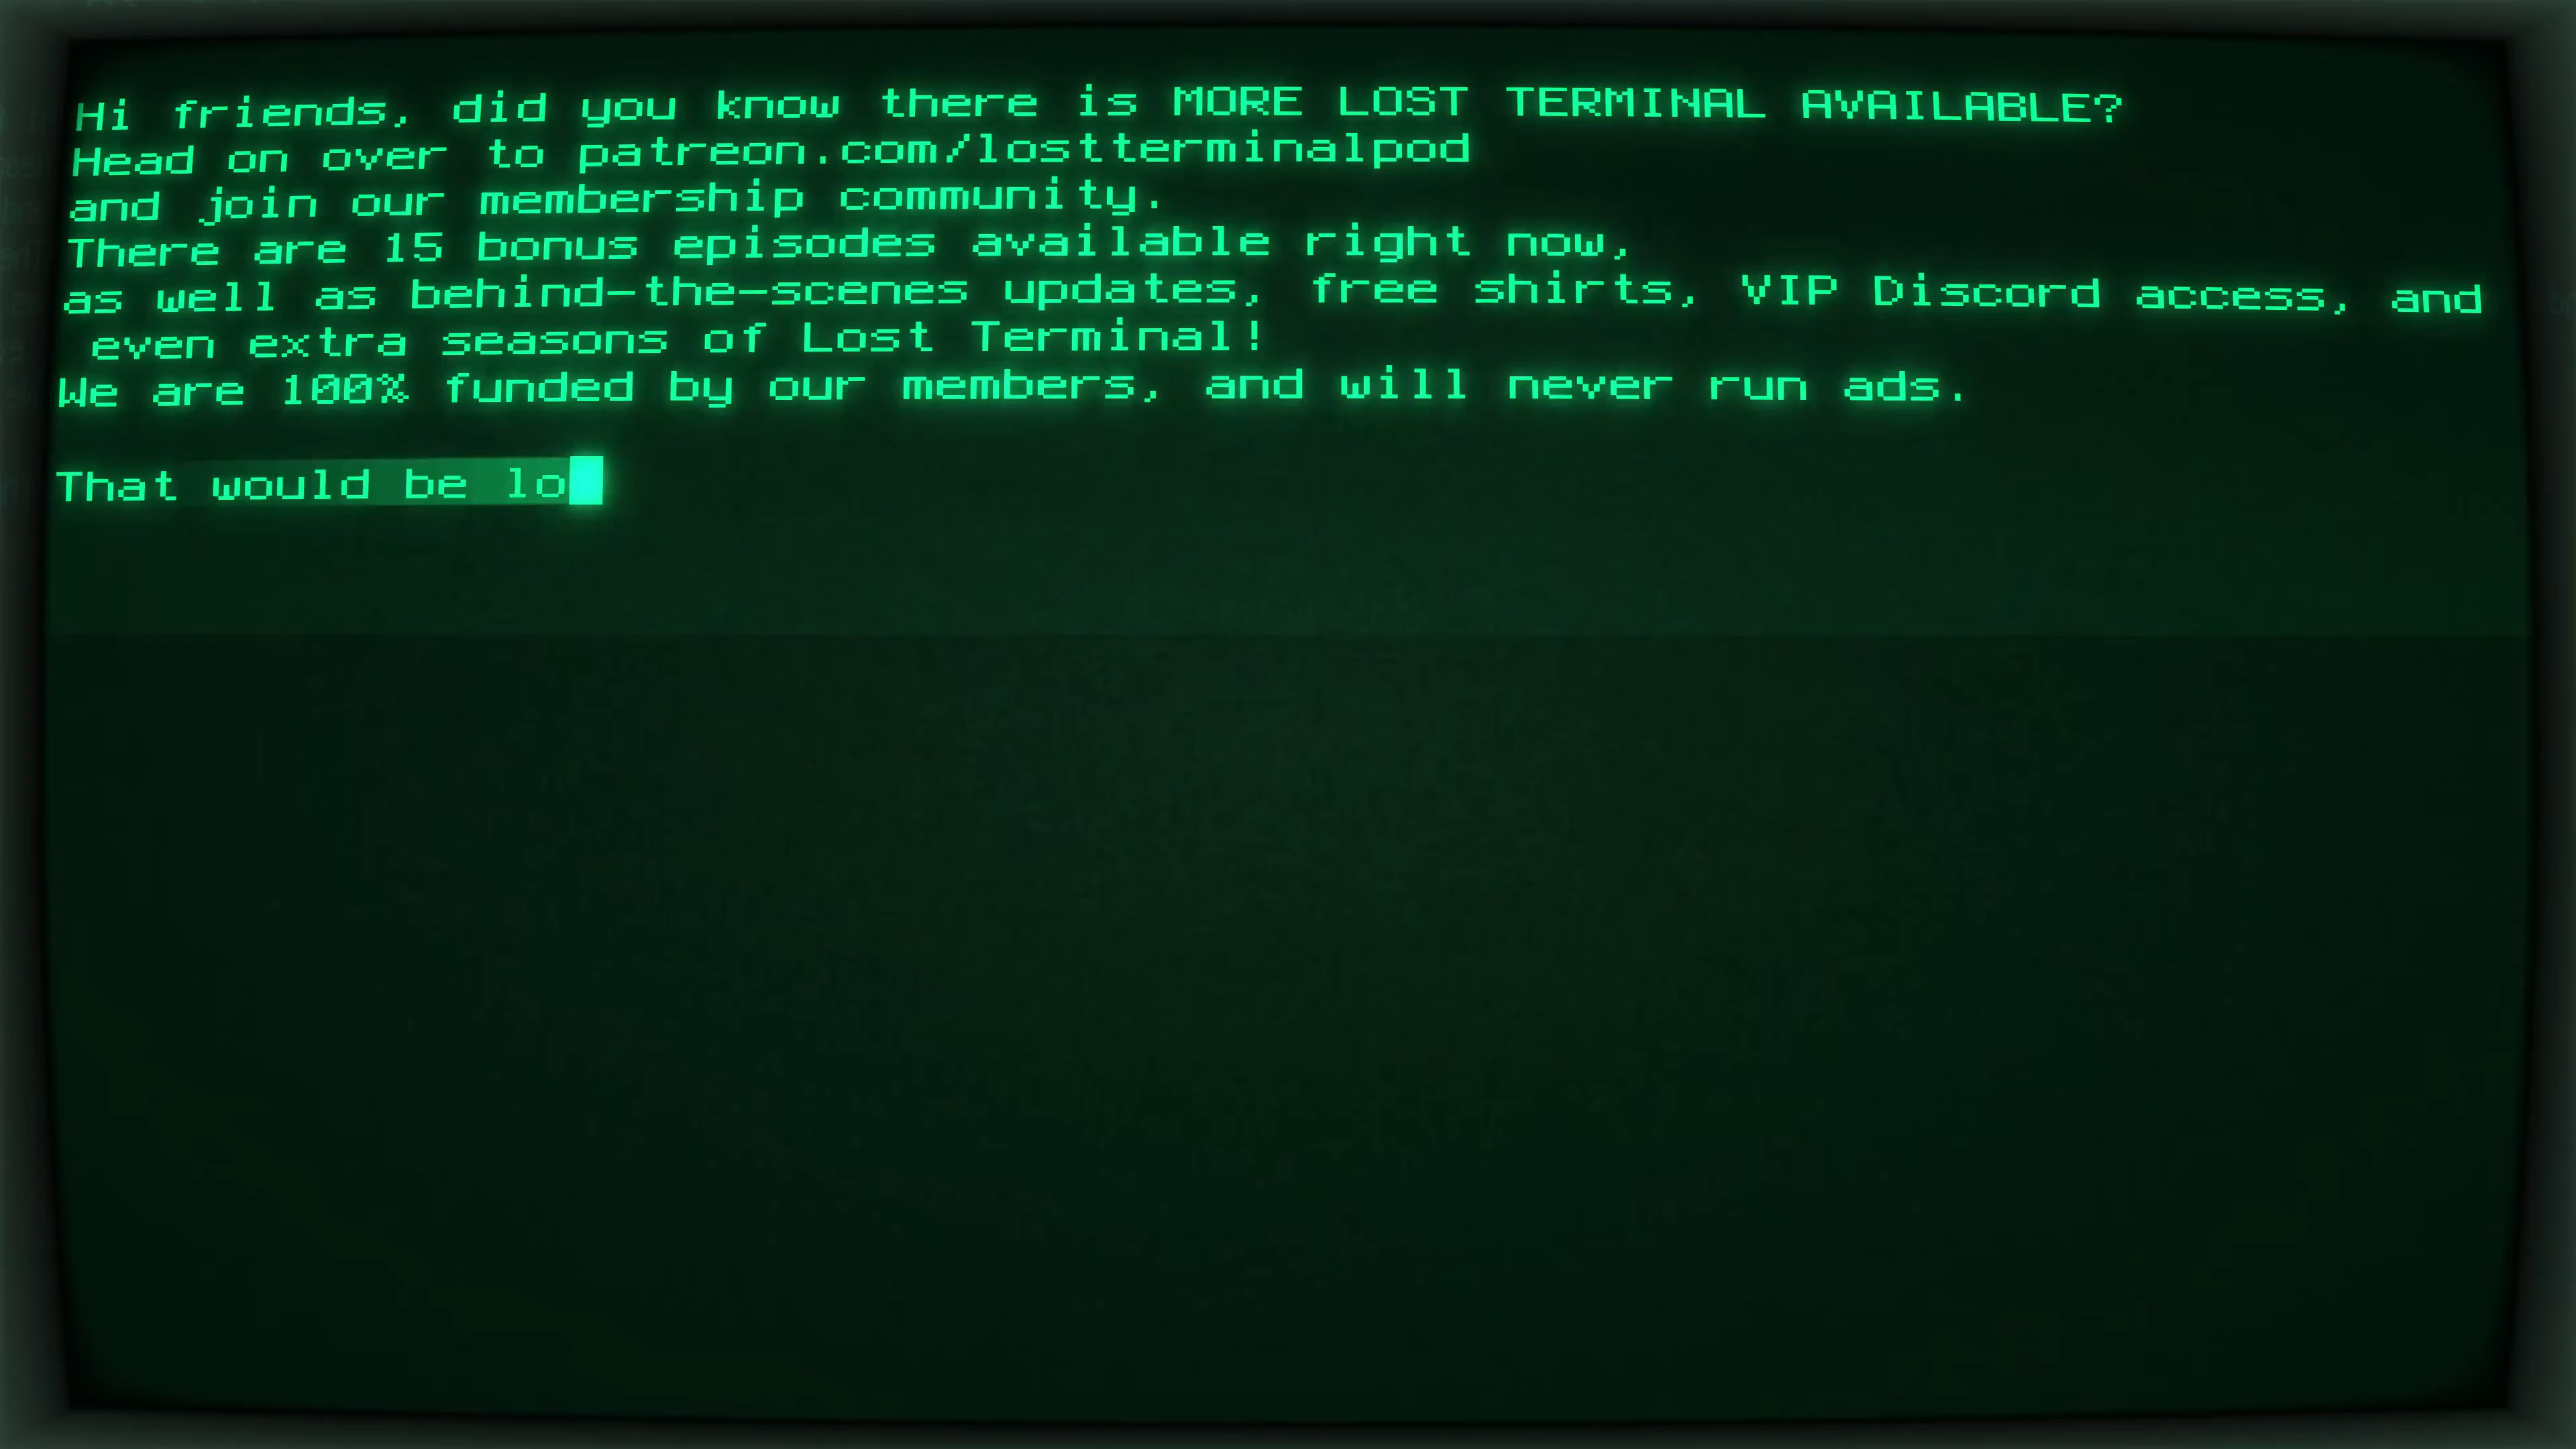 Hi friends, did you know there is MORE LOST TERMINAL AVAILABLE?
Head on over to patreon.com/lostterminalpod
and join our membership community.
There are 15 bonus episodes available right now,
as well as behind-the-scenes updates, free shirts, VIP Discord access, and
even extra seasons of Lost Terminal!
We are 100% funded by our members, and will never run ads.
That would be lo